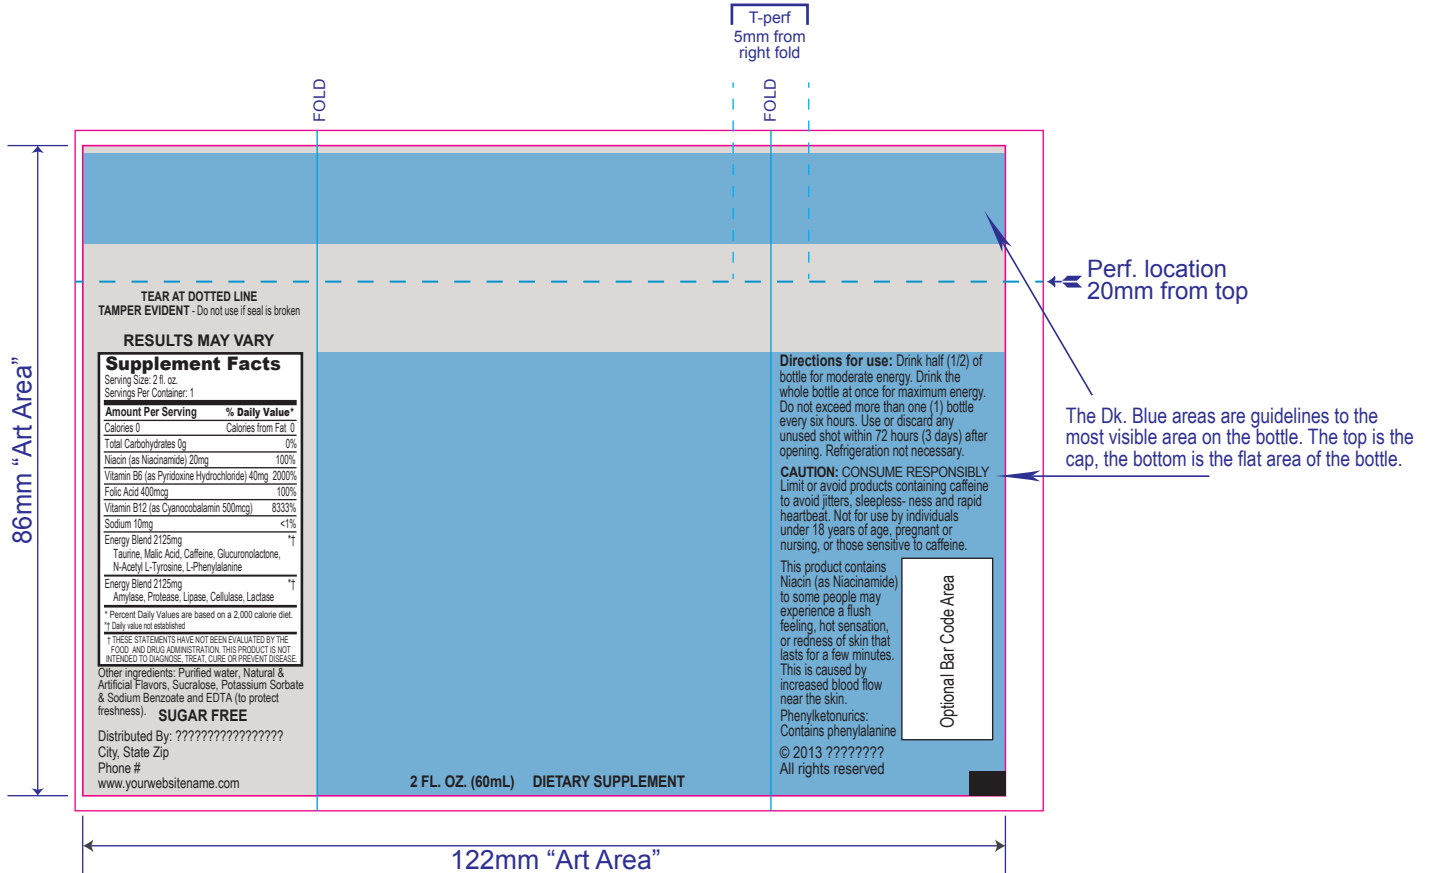 T-perf
5mm from
right fold
FOLD
FOLD
86mm “Art Area”
Perf. location
20mm from top
TEAR AT DOTTED LINE
TAMPER EVIDENT - Do not use if seal is broken
RESULTS MAY VARY
Supplement Facts
Serving Size: 2 fl. oz.
Servings Per Container: 1
Amount Per Serving % Daily Value*
Calories 0 Calories from Fat 0
Total Carbohydrates 0g 0%
Niacin (as Niacinamide) 20mg 100%
Vitamin B6 (as Pyridoxine Hydrochloride) 40mg 2000%
Folic Acid 400mcg 100%
Vitamin B12 (as Cyanocobalamin 500mcg) 8333%
Sodium 10mg <1%
Energy Blend 2125mg *†
Taurine, Malic Acid, Caffeine, Glucuronolactone,
N-Acetyl L-Tyrosine, L-Phenylalanine
Energy Blend 2125mg *†
Amylase, Protease, Lipase, Cellulase, Lactase
* Percent Daily Values are based on a 2,000 calorie diet.
*† Daily value not established
† THESE STATEMENTS HAVE NOT BEEN EVALUATED BY THE
FOOD AND DRUG ADMINISTRATION. THIS PRODUCT IS NOT
INTENDED TO DIAGNOSE, TREAT, CURE OR PREVENT DISEASE.
Other ingredients: Purified water, Natural &
Artificial Flavors, Sucralose, Potassium Sorbate
& Sodium Benzoate and EDTA (to protect
freshness). SUGAR FREE
Distributed By: ?????????????????
City, State Zip
Phone #
www.yourwebsitename.com
2 FL. OZ. (60mL) DIETARY SUPPLEMENT
Directions for use: Drink half (1/2) of
bottle for moderate energy. Drink the
whole bottle at once for maximum energy.
Do not exceed more than one (1) bottle
every six hours. Use or discard any
unused shot within 72 hours (3 days) after
opening. Refrigeration not necessary.
CAUTION: CONSUME RESPONSIBLY
Limit or avoid products containing caffeine
to avoid jitters, sleepless- ness and rapid
heartbeat. Not for use by individuals
under 18 years of age, pregnant or
nursing, or those sensitive to caffeine.
This product contains
Niacin (as Niacinamide)
to some people may
experience a flush
feeling, hot sensation,
or redness of skin that
lasts for a few minutes.
This is caused by
increased blood flow
near the skin.
Phenylketonurics:
Contains phenylalanine
Optional Bar Code Area
© 2013 ????????
All rights reserved
The Dk. Blue areas are guidelines to the
most visible area on the bottle. The top is the
cap, the bottom is the flat area of the bottle.
122mm “Art Area”